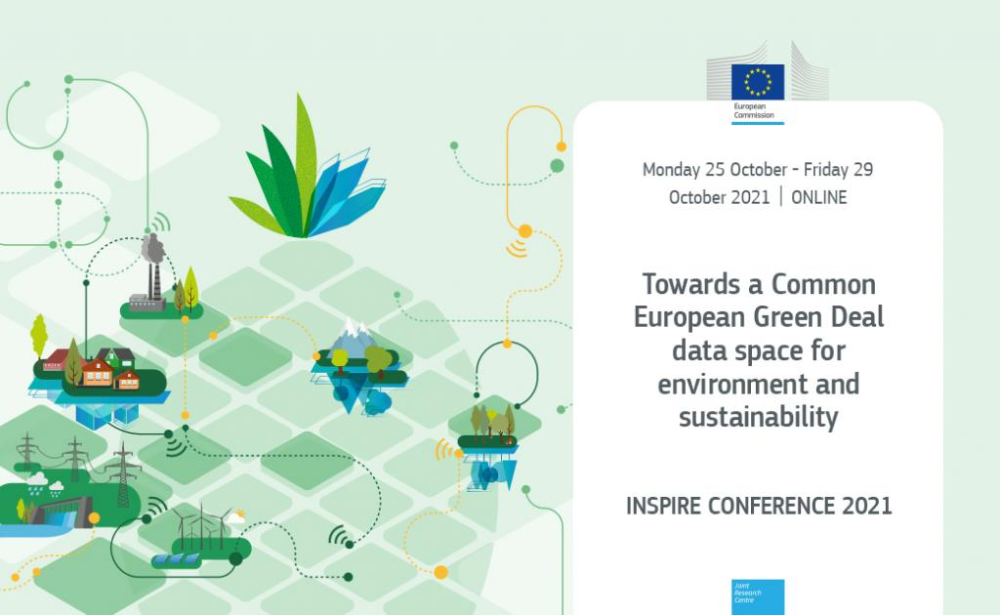 European
Commission
Monday 25 October - Friday 29
October 2021 | ONLINE
Towards a Common
European Green Deal
data space for
environment and
sustainability
INSPIRE CONFERENCE 2021
Joint
Research
Centre